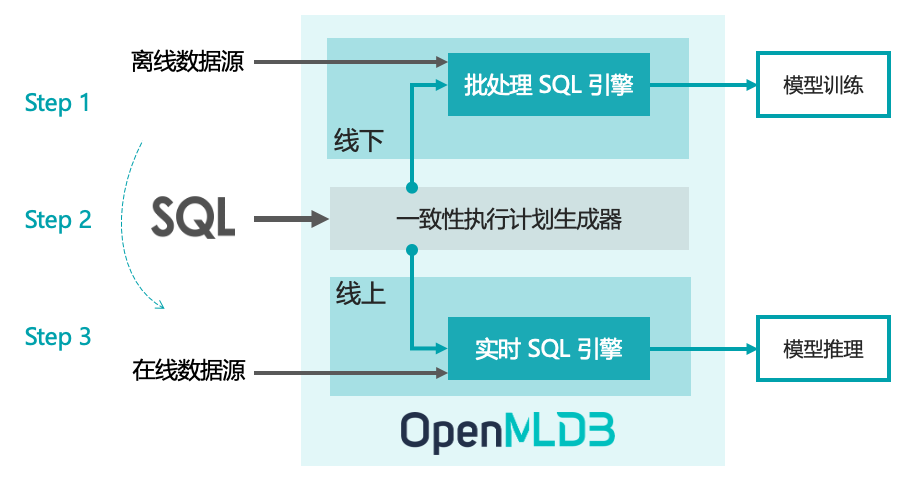 离线数据源
批处理 SQL 引擎
模型训练
Step 1
线下
Step 2
SQL
一致性执行计划生成器
线上
Step 3
实时 SQL 引擎
模型推理
在线数据源
OpenMLDB